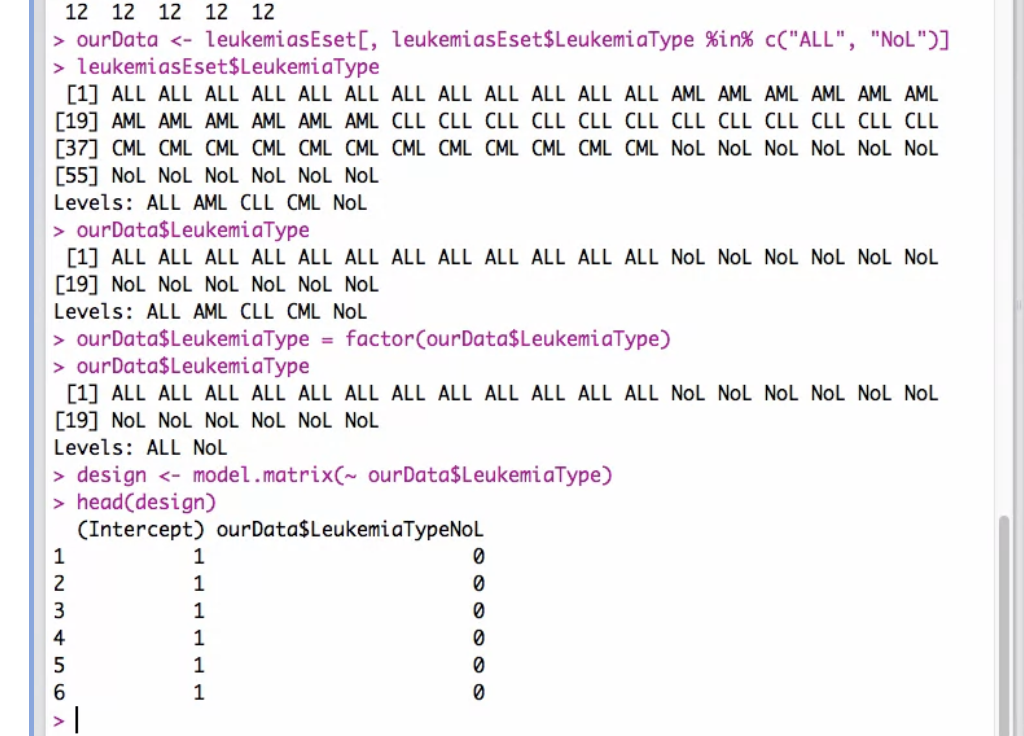 12 12 12 12 12
> ourData <- leukemiasEset[, leukemiasEset$LeukemiaType %in% c("ALL", "NoL")]
> leukemiasEset$LeukemiaType
[1] ALL ALL ALL ALL ALL ALL ALL ALL ALL ALL ALL ALL AML AML AML AML AML AML
[19] AML AML AML AML AML AML CLL CLL CLL CLL CLL CLL CLL CLL CLL CLL CLL CLL
[37] CML CML CML CML CML CML CML CML CML CML CML CML NoL NoL NoL NoL NoL NoL
[55] NoL NoL NoL NoL NoL NoL
Levels: ALL AML CLL CML NoL
> ourData$LeukemiaType
[1] ALL ALL ALL ALL ALL ALL ALL ALL ALL ALL ALL ALL NoL NoL NoL NoL NoL NoL
[19] NoL NoL NoL NoL NoL NoL
Levels: ALL AML CLL CML NoL
> ourData$LeukemiaType = factor(ourData$LeukemiaType)
> ourData$LeukemiaType
[1] ALL ALL ALL ALL ALL ALL ALL ALL ALL ALL ALL ALL NoL NoL NoL NoL NoL NoL
[19] NoL NoL NoL NoL NoL NoL
Levels: ALL NoL
> design <- model.matrix(~ ourData$LeukemiaType)
> head(design)
(Intercept) ourData$LeukemiaTypeNoL
1 1 0
2 1 0
3 1 0
4 1 0
5 1 0
6 1 0
>